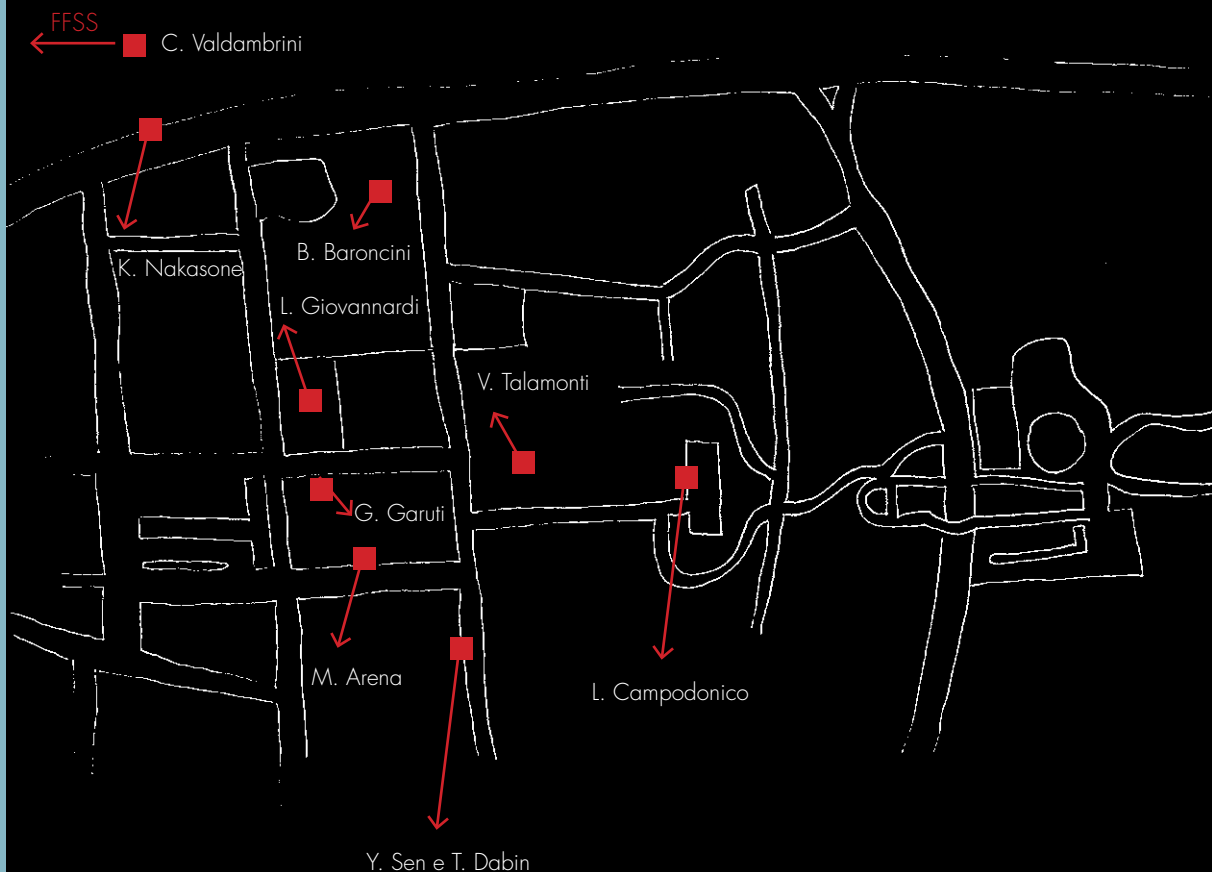 FFSS
C. Valdambrini
K. Nakasone
B. Baroncini
L. Giovannardi
V. Talamonti
G. Garuti
M. Arena
L. Campodonico
Y. Sen e T. Dabin